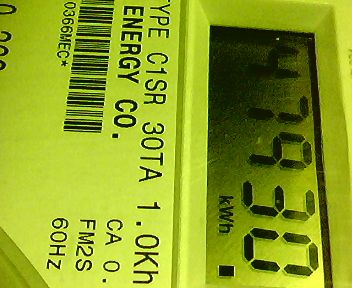 47930
kWh
TYPE C1SR 30TA 1.0Kh
ENERGY CO. CA 0.
FM2S
0366MEC* 60HZ